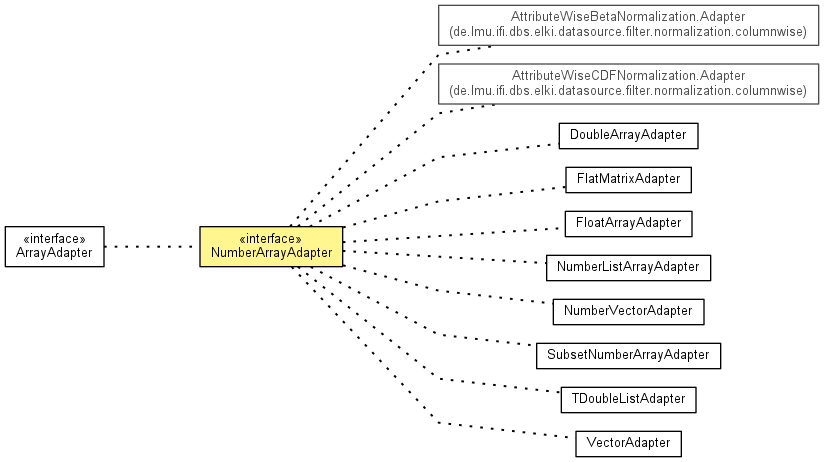 AttributeWiseBetaNormalization.Adapter
(de.lmu.ifi.dbs.elki.datasource.filter.normalization.columnwise)
AttributeWiseCDFNormalization.Adapter
(de.lmu.ifi.dbs.elki.datasource.filter.normalization.columnwise)
DoubleArrayAdapter
FlatMatrixAdapter
FloatArrayAdapter
«interface»
ArrayAdapter
«interface»
NumberArrayAdapter
NumberListArrayAdapter
NumberVectorAdapter
SubsetNumberArrayAdapter
TDoubleListAdapter
VectorAdapter